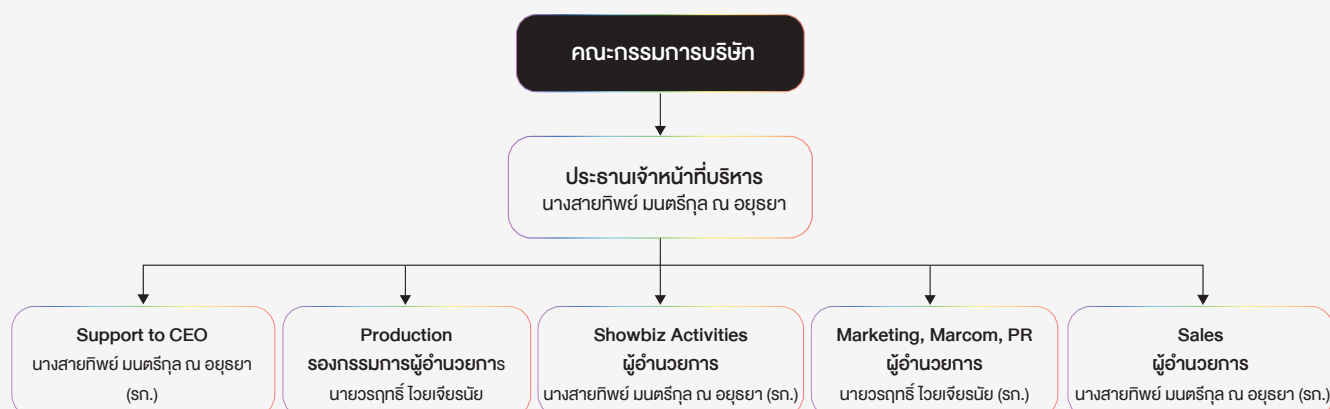 คณะกรรมการบริษัท
ประธานเจ้าหน้าที่บริหาร
นางสายทิพย์ มนตรีกุล ณ อยุธยา
Support to CEO
นางสายทิพย์ มนตรีกุล ณ อยุธยา
(รก.)
Production
รองกรรมการผู้อำนวยการ
นายวรฤทธิ์ ไวยเจียรนัย
Showbiz Activities
ผู้อำนวยการ
นางสายทิพย์ มนตรีกุล ณ อยุธยา (รก.)
Marketing, Marcom, PR
ผู้อำนวยการ
นายวรฤทธิ์ ไวยเจียรนัย (รก.)
Sales
ผู้อำนวยการ
นางสายทิพย์ มนตรีกุล ณ อยุธยา (รก.)